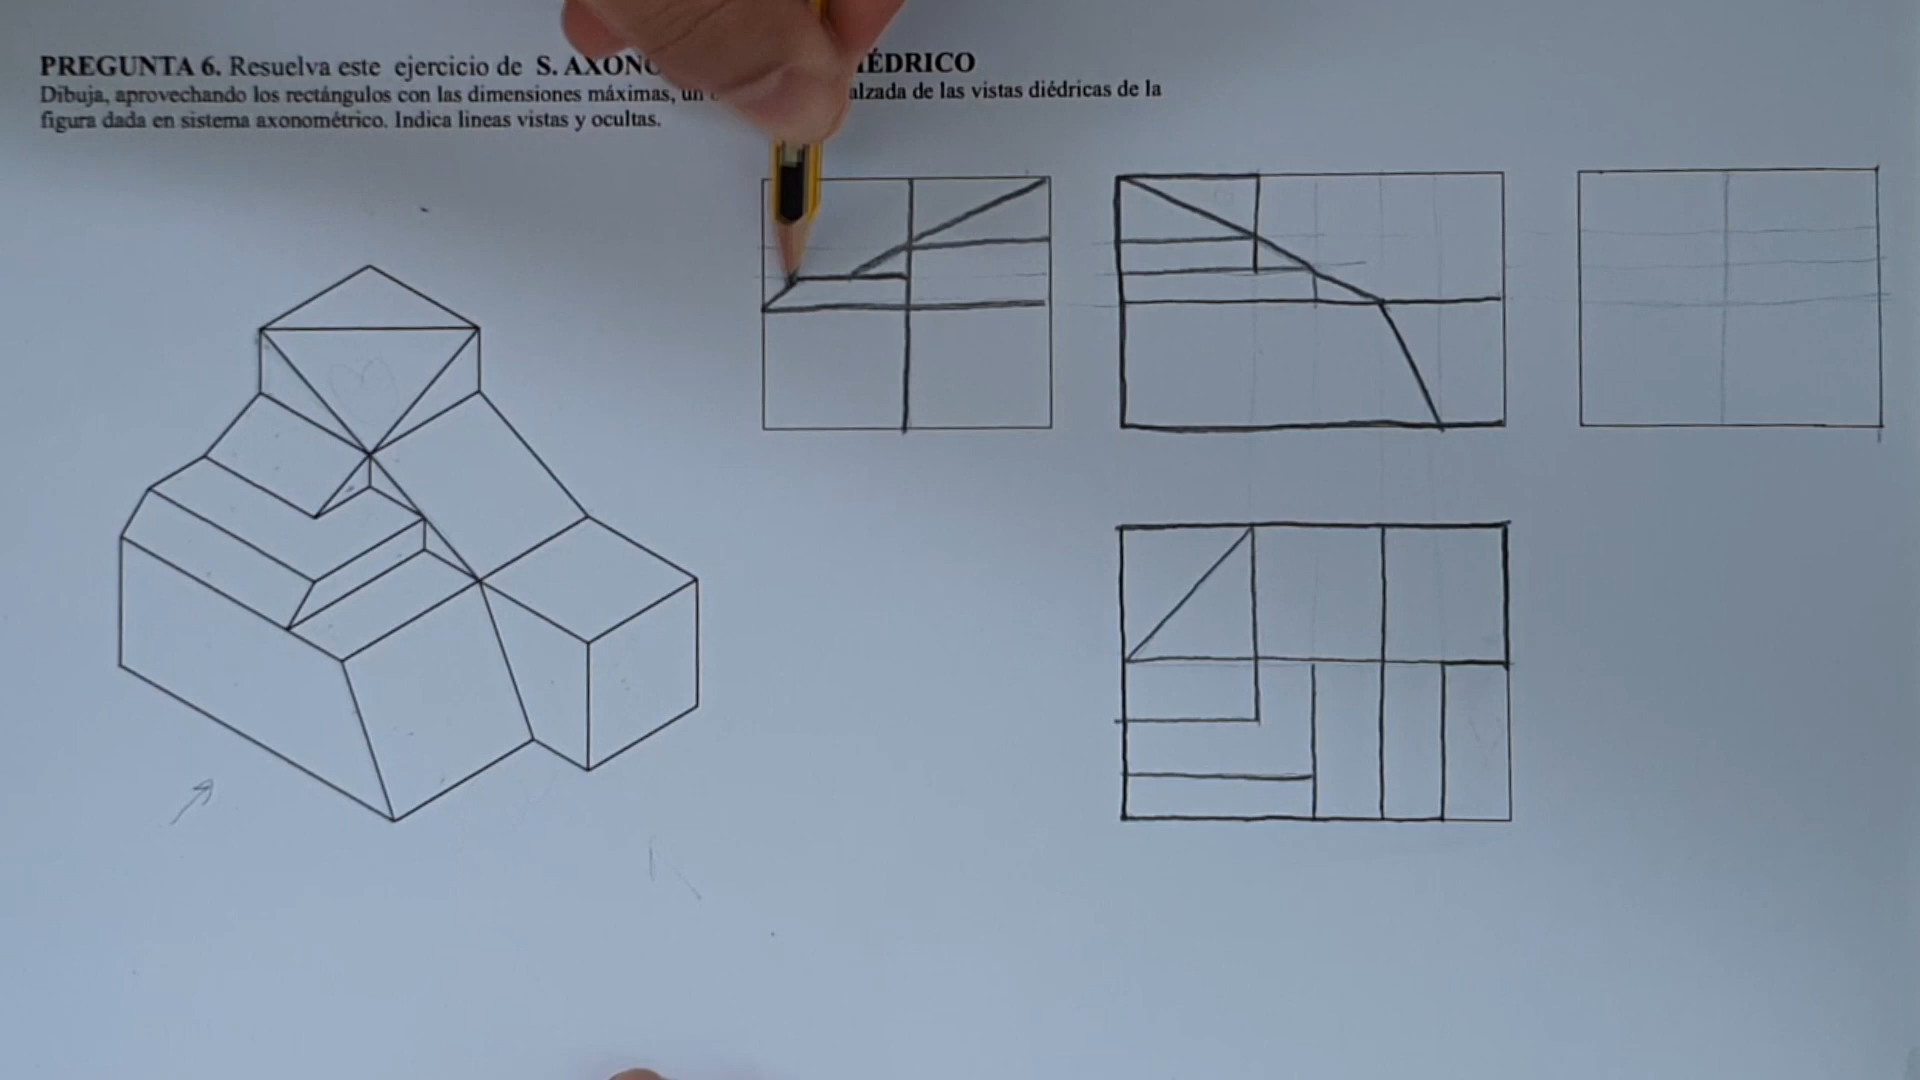 PREGUNTA 6. Resuelva este ejercicio de S. AXONO ÉDRICO
Dibuja, aprovechando los rectángulos con las dimensiones máximas, un alzada de las vistas diédricas de la
figura dada en sistema axonométrico. Indica lineas vistas y ocultas.